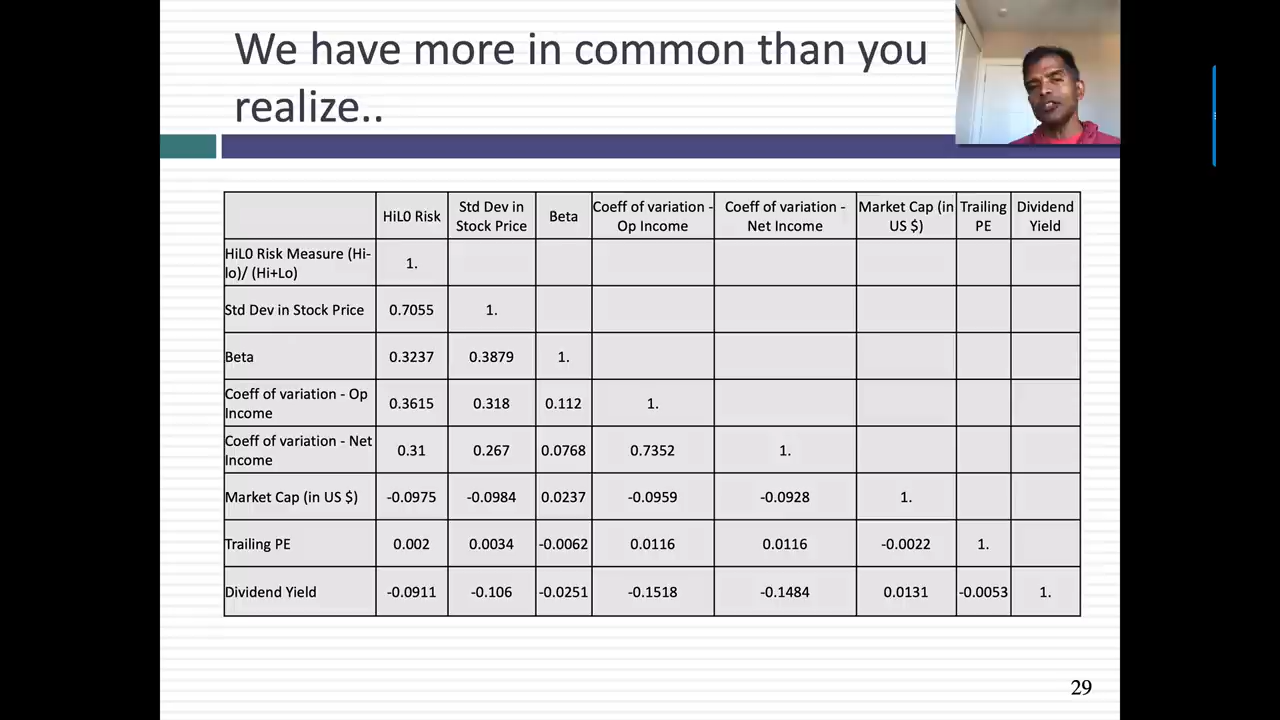 We have more in common than you
realize..
HiL0 Risk
Std Dev in
Stock Price
Beta
Coeff of variation -
Op Income
Coeff of variation -
Net Income
Market Cap (in
US $)
Trailing
PE
Dividend
Yield
HiL0 Risk Measure (Hi-
lo)/ (Hi+Lo)
1.
Std Dev in Stock Price 0.7055 1.
Beta 0.3237 0.3879 1.
Coeff of variation - Op
Income
0.3615 0.318 0.112 1.
Coeff of variation - Net
Income
0.31 0.267 0.0768 0.7352 1.
Market Cap (in US $) -0.0975 -0.0984 0.0237 -0.0959 -0.0928 1.
Trailing PE 0.002 0.0034 -0.0062 0.0116 0.0116 -0.0022 1.
Dividend Yield -0.0911 -0.106 -0.0251 -0.1518 -0.1484 0.0131 -0.0053 1.
29